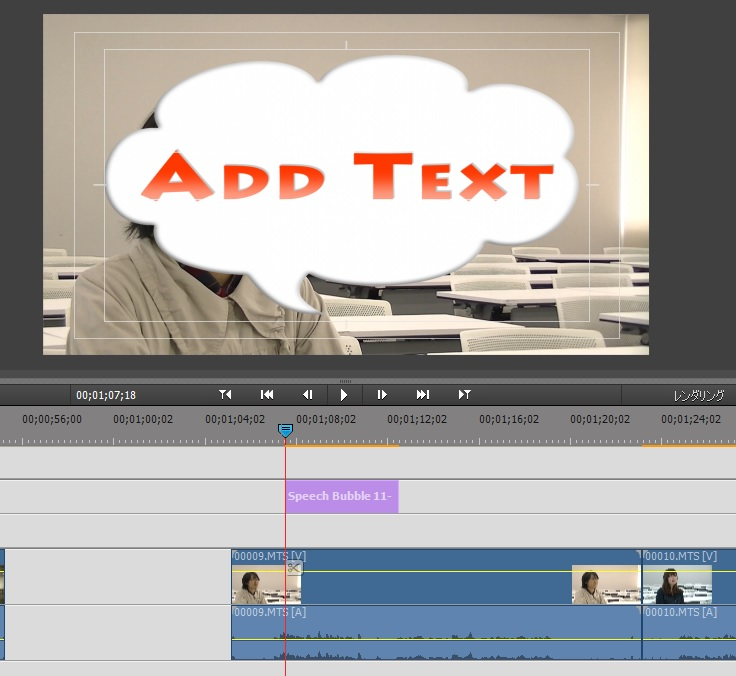 ADD TEXT
00;01;07;18
レンダリング
00;00;56;00 00;01;00;02 00;01;04;02 00;01;08;02 00;01;12;02 00;01;16;02 00;01;20;02 00;01;24;02
Speech Bubble 11-
00009.MTS [V] 00010.MTS [V]
00009.MTS [A] 00010.MTS [A]